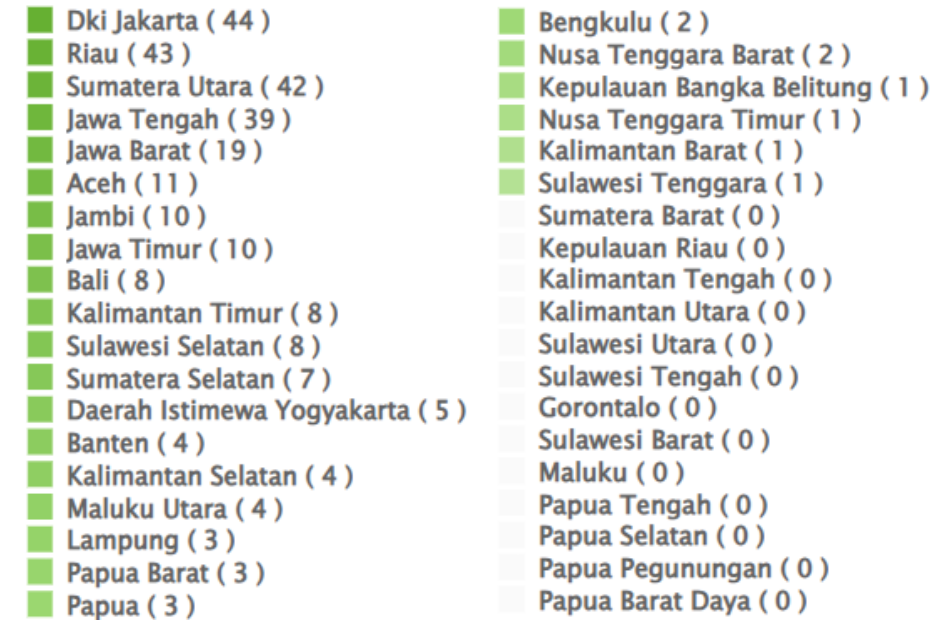 Dki Jakarta ( 44 )
Riau ( 43 )
Sumatera Utara ( 42 )
Jawa Tengah ( 39 )
Jawa Barat ( 19 )
Aceh ( 11 )
Jambi ( 10 )
Jawa Timur ( 10 )
Bali ( 8 )
Kalimantan Timur ( 8 )
Sulawesi Selatan ( 8 )
Sumatera Selatan ( 7 )
Daerah Istimewa Yogyakarta ( 5 )
Banten ( 4 )
Kalimantan Selatan ( 4 )
Maluku Utara ( 4 )
Lampung ( 3 )
Papua Barat ( 3 )
Papua ( 3 )
Bengkulu ( 2 )
Nusa Tenggara Barat ( 2 )
Kepulauan Bangka Belitung ( 1 )
Nusa Tenggara Timur ( 1 )
Kalimantan Barat ( 1 )
Sulawesi Tenggara ( 1 )
Sumatera Barat ( 0 )
Kepulauan Riau ( 0 )
Kalimantan Tengah ( 0 )
Kalimantan Utara ( 0 )
Sulawesi Utara ( 0 )
Sulawesi Tengah ( 0 )
Gorontalo ( 0 )
Sulawesi Barat ( 0 )
Maluku ( 0 )
Papua Tengah ( 0 )
Papua Selatan ( 0 )
Papua Pegunungan ( 0 )
Papua Barat Daya ( 0 )